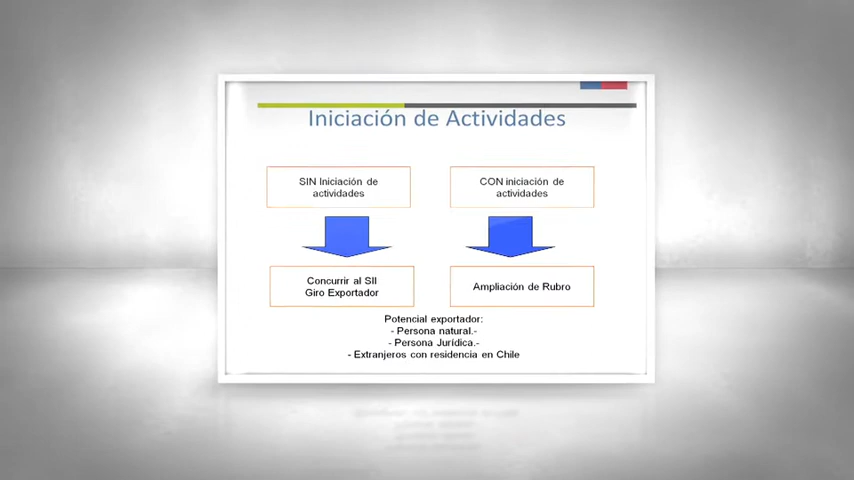 Iniciación de Actividades
SIN Iniciación de
actividades
CON iniciación de
actividades
Concurrir al SII
Giro Exportador
Ampliación de Rubro
Potencial exportador:
- Persona natural.-
- Persona Jurídica.-
- Extranjeros con residencia en Chile